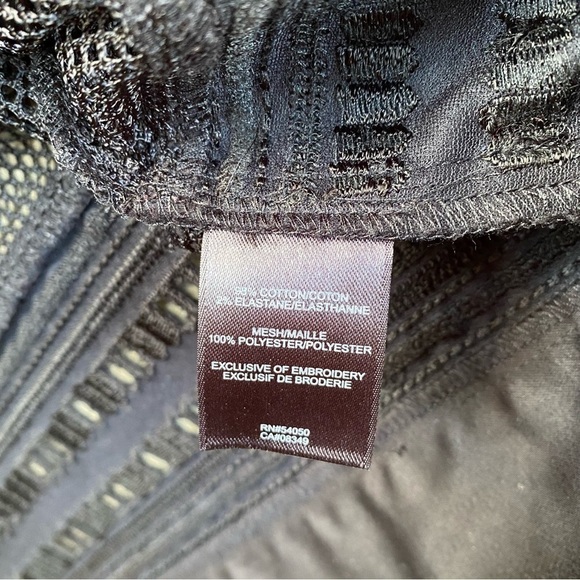 98% COTTON/COTON
2% ELASTANE/ELASTHANNE
MESH/MAILLE
100% POLYESTER/POLYESTER
EXCLUSIVE OF EMBROIDERY
EXCLUSIF DE BRODERIE
RN#54050
CA#08349